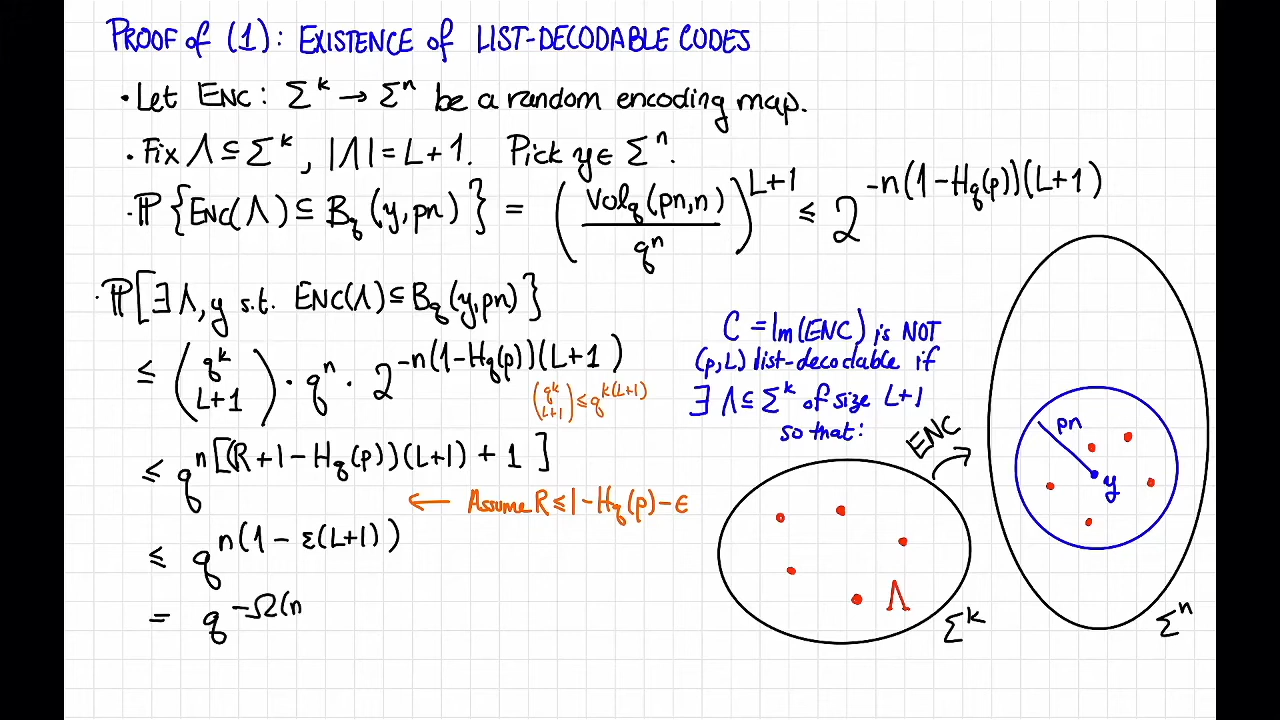 PROOF of (1): EXISTENCE of LIST-DECODABLE CODES
• Let ENC: Σ^k → Σ^n be a random encoding map.
• Fix Λ ⊆ Σ^k, |Λ| = L+1. Pick y ∈ Σ^n.
• ℙ{ENC(Λ) ⊆ B_q(y,pn)} = (Vol_q(pn,n) / q^n)^{L+1} ≤ 2^{-n(1-H_q(p))(L+1)}
• ℙ[∃ Λ, y s.t. ENC(Λ) ⊆ B_q(y,pn)}
≤ (q^k L+1) · q^n · 2^{-n(1-H_q(p))(L+1)}
(q^k L+1) ≤ q^{k(L+1)}
≤ q^{n[(R+1-H_q(p))(L+1) + 1]}
← Assume R ≤ 1-H_q(p)-ε
≤ q^{n(1-ε(L+1))}
= q^{-Ω(n
C = Im(ENC) is NOT
(p,L) list-decodable if
∃ Λ ⊆ Σ^k of size L+1
so that:
ENC
pn
y
Λ
Σ^k
Σ^n